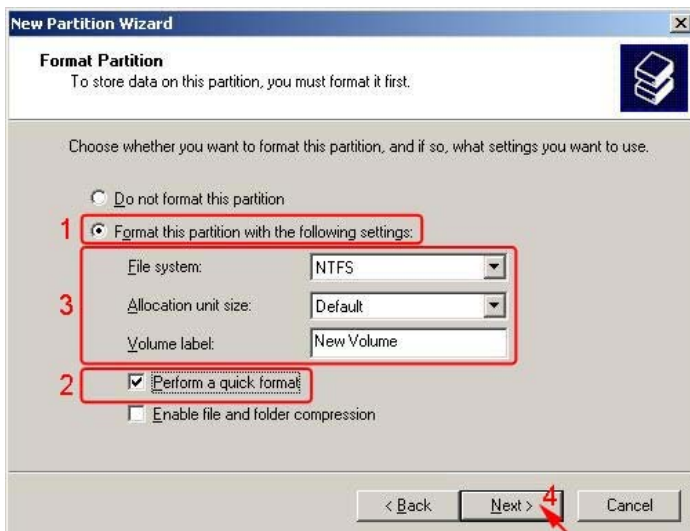 New Partition Wizard
Format Partition
To store data on this partition, you must format it first.
Choose whether you want to format this partition, and if so, what settings you want to use.
Do not format this partition
1 Format this partition with the following settings:
File system: NTFS
3 Allocation unit size: Default
Volume label: New Volume
2 Perform a quick format
Enable file and folder compression
< Back Next > 4 Cancel